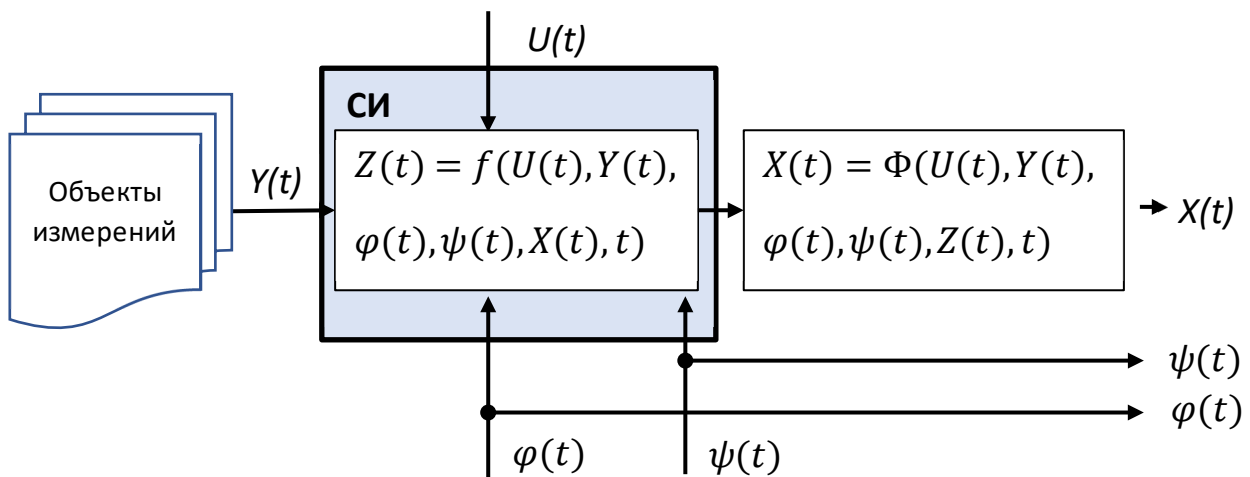 U(t)
СИ
Объекты
измерений
Y(t)
Z(t) = f(U(t),Y(t),
φ(t),ψ(t),X(t),t)
X(t) = Φ(U(t),Y(t),
φ(t),ψ(t),Z(t),t)
X(t)
ψ(t)
φ(t)
φ(t)
ψ(t)